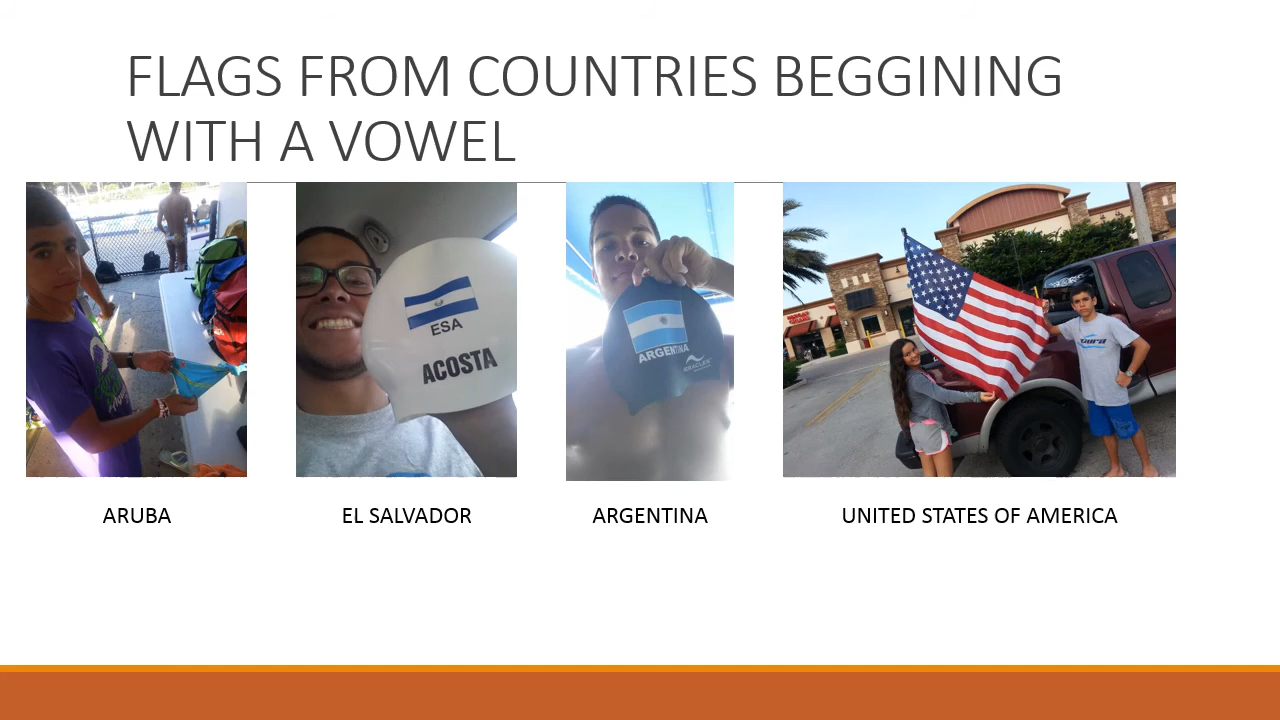 FLAGS FROM COUNTRIES BEGGINING
WITH A VOWEL
ESA
ACOSTA
ARGENTINA
ARUBA
EL SALVADOR
ARGENTINA
UNITED STATES OF AMERICA